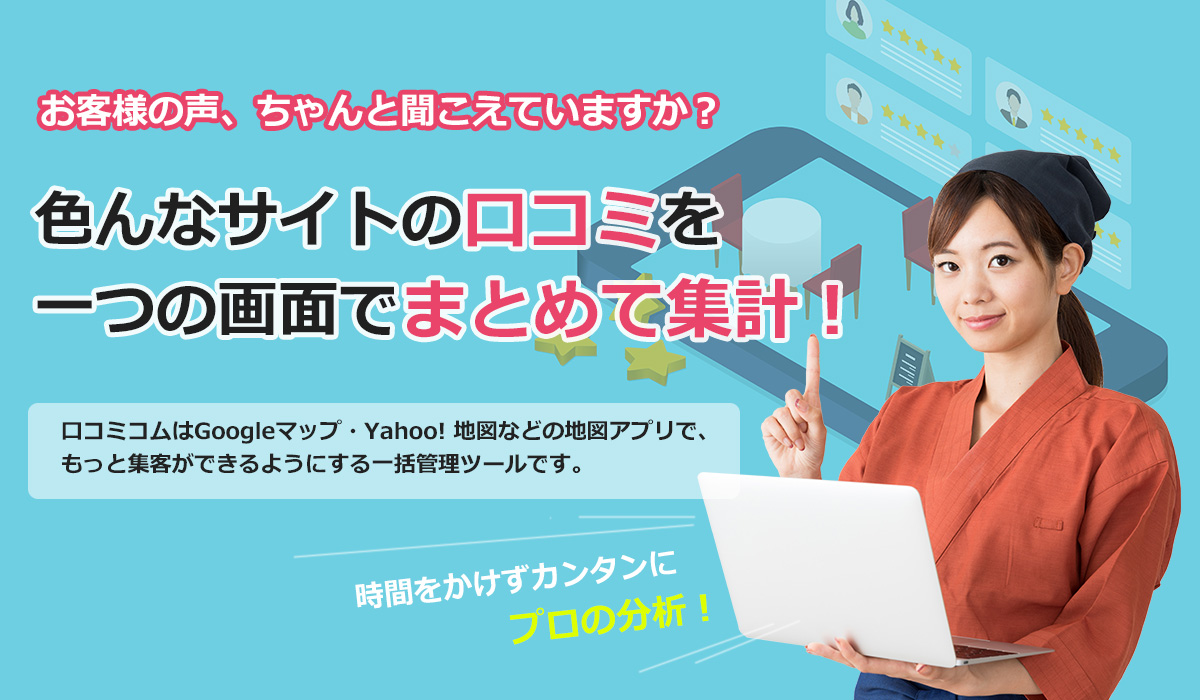 お客様の声、ちゃんと聞こえていますか？
色んなサイトの口コミを
一つの画面でまとめて集計！
口コミコムはGoogleマップ・Yahoo! 地図などの地図アプリで、
もっと集客ができるようにする一括管理ツールです。
時間をかけずカンタンに
プロの分析！